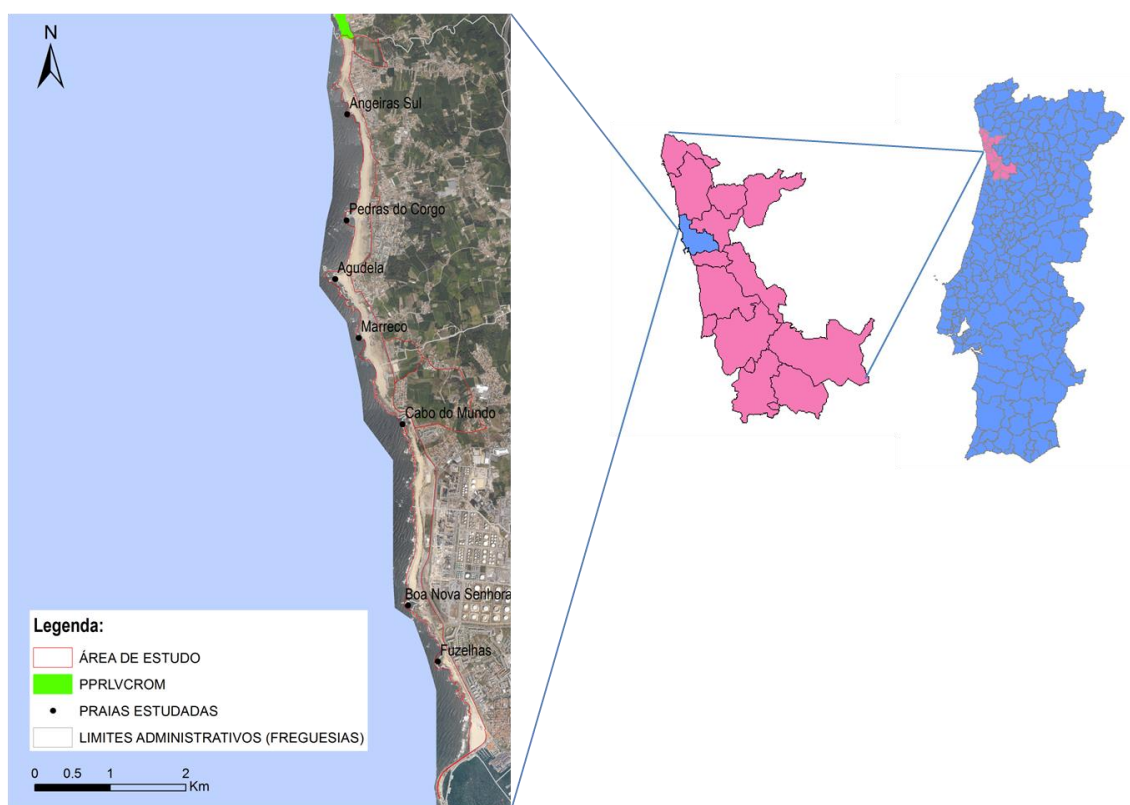 N
Angeiras Sul
Pedras do Corgo
Agudela
Marreco
Cabo do Mundo
Boa Nova Senhora
Fuzelhas
Legenda:
ÁREA DE ESTUDO
PPRLVCROM
PRAIAS ESTUDADAS
LIMITES ADMINISTRATIVOS (FREGUESIAS)
0 0.5 1 2
Km